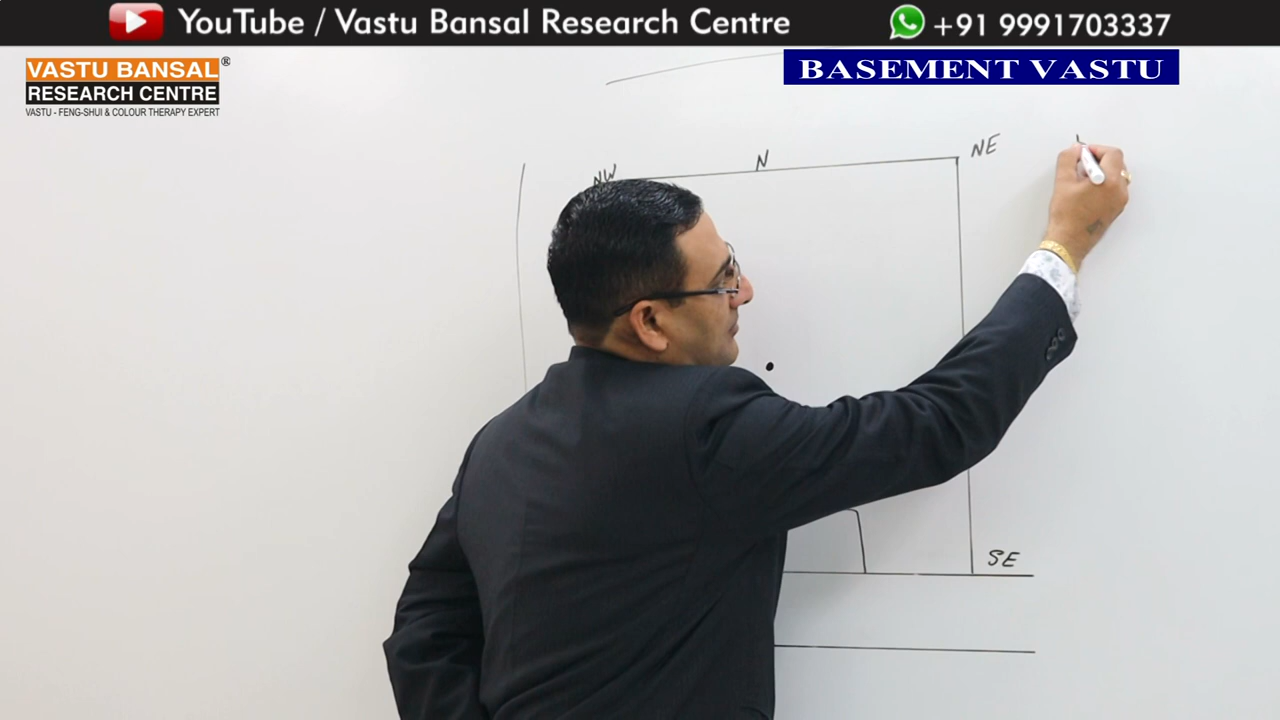 YouTube / Vastu Bansal Research Centre
+91 9991703337
VASTU BANSAL®
RESEARCH CENTRE
VASTU - FENG-SHUI & COLOUR THERAPY EXPERT
BASEMENT VASTU
NW
N
NE
SE